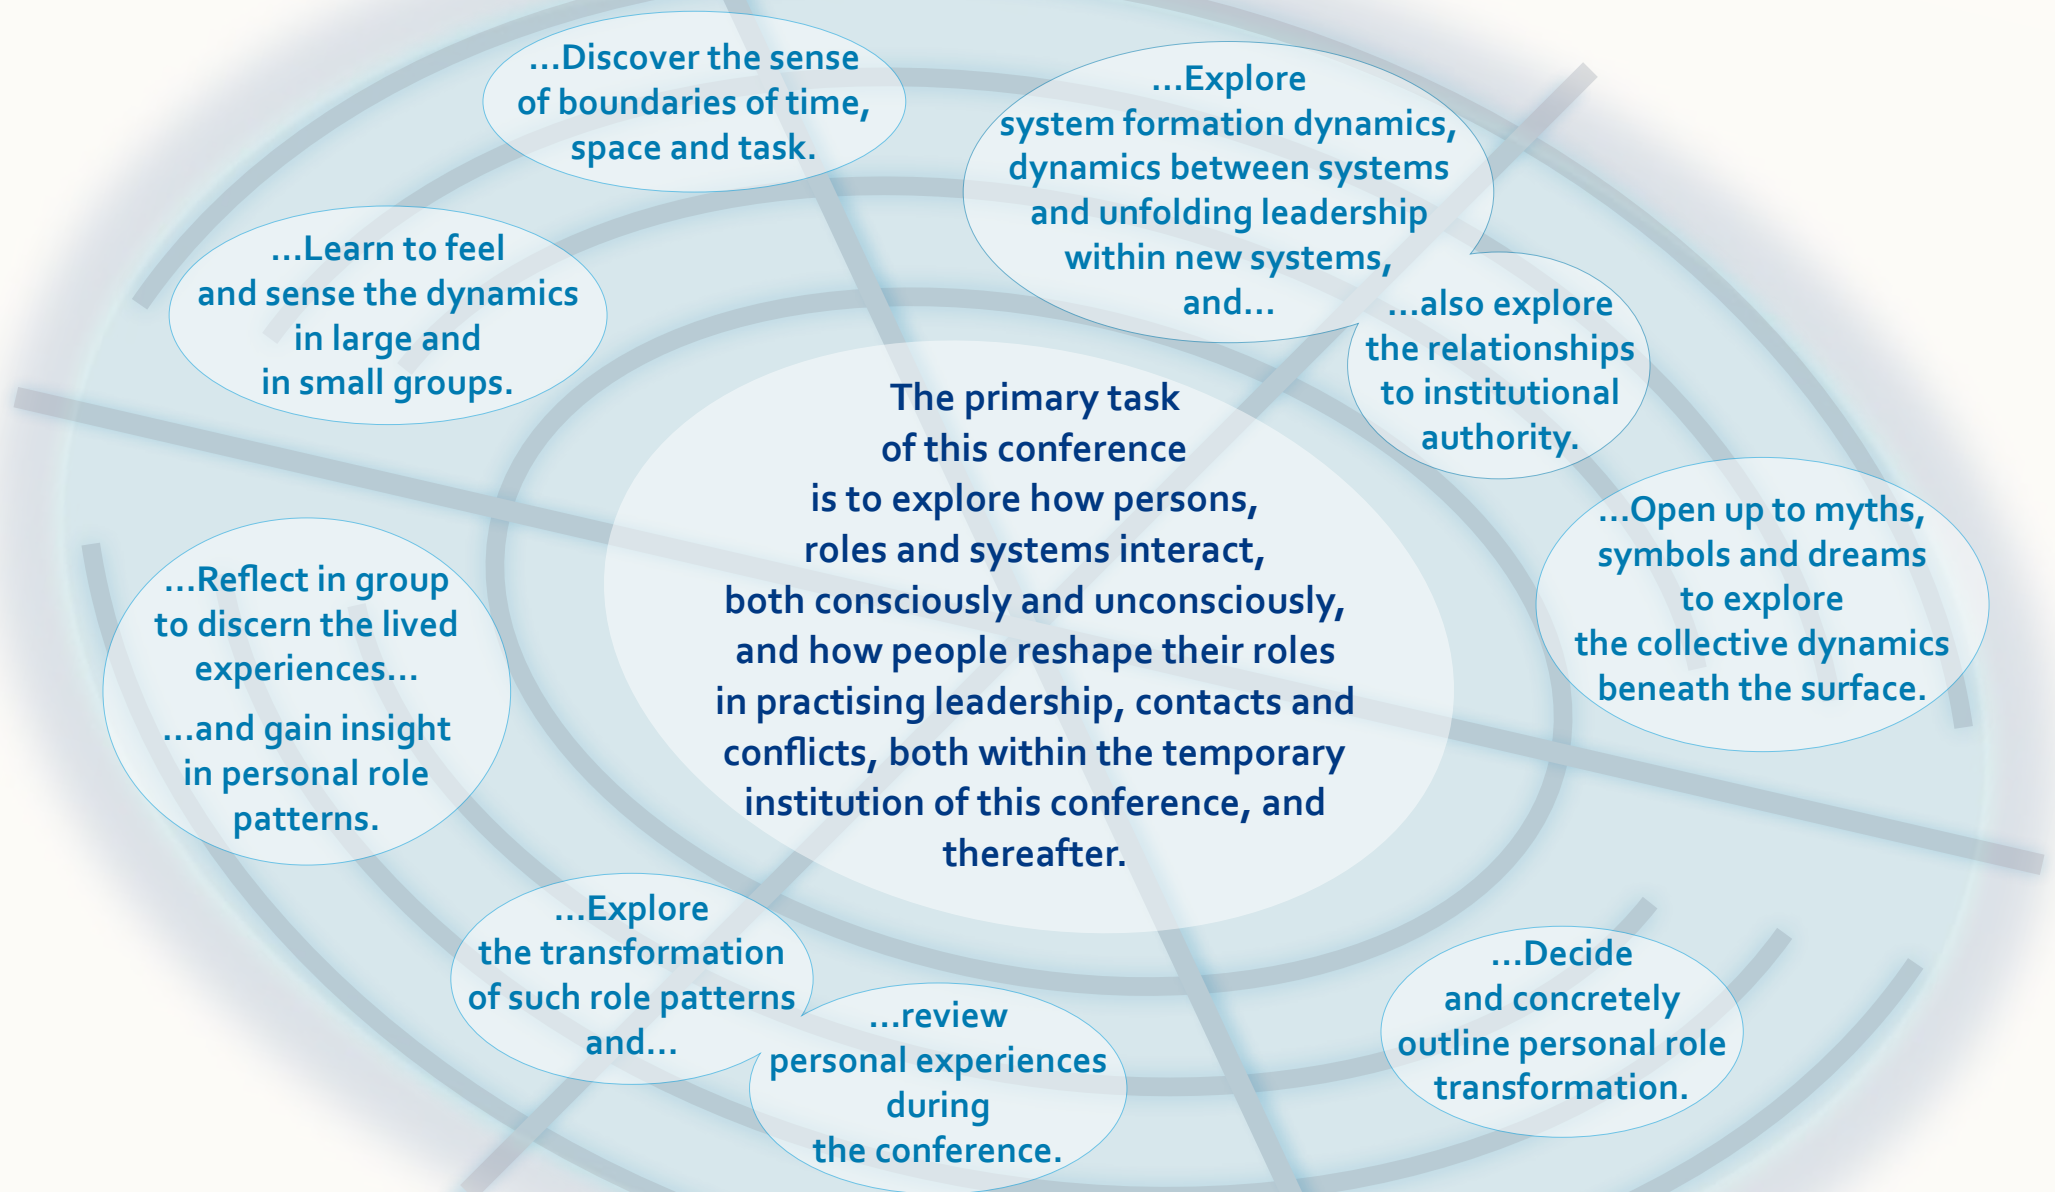 …Discover the sense
of boundaries of time,
space and task.
…Explore
system formation dynamics,
dynamics between systems
and unfolding leadership
within new systems,
and…
…also explore
the relationships
to institutional
authority.
…Learn to feel
and sense the dynamics
in large and
in small groups.
The primary task
of this conference
is to explore how persons,
roles and systems interact,
both consciously and unconsciously,
and how people reshape their roles
in practising leadership, contacts and
conflicts, both within the temporary
institution of this conference, and
thereafter.
…Open up to myths,
symbols and dreams
to explore
the collective dynamics
beneath the surface.
…Reflect in group
to discern the lived
experiences…
…and gain insight
in personal role
patterns.
…Explore
the transformation
of such role patterns
and…
…review
personal experiences
during
the conference.
…Decide
and concretely
outline personal role
transformation.